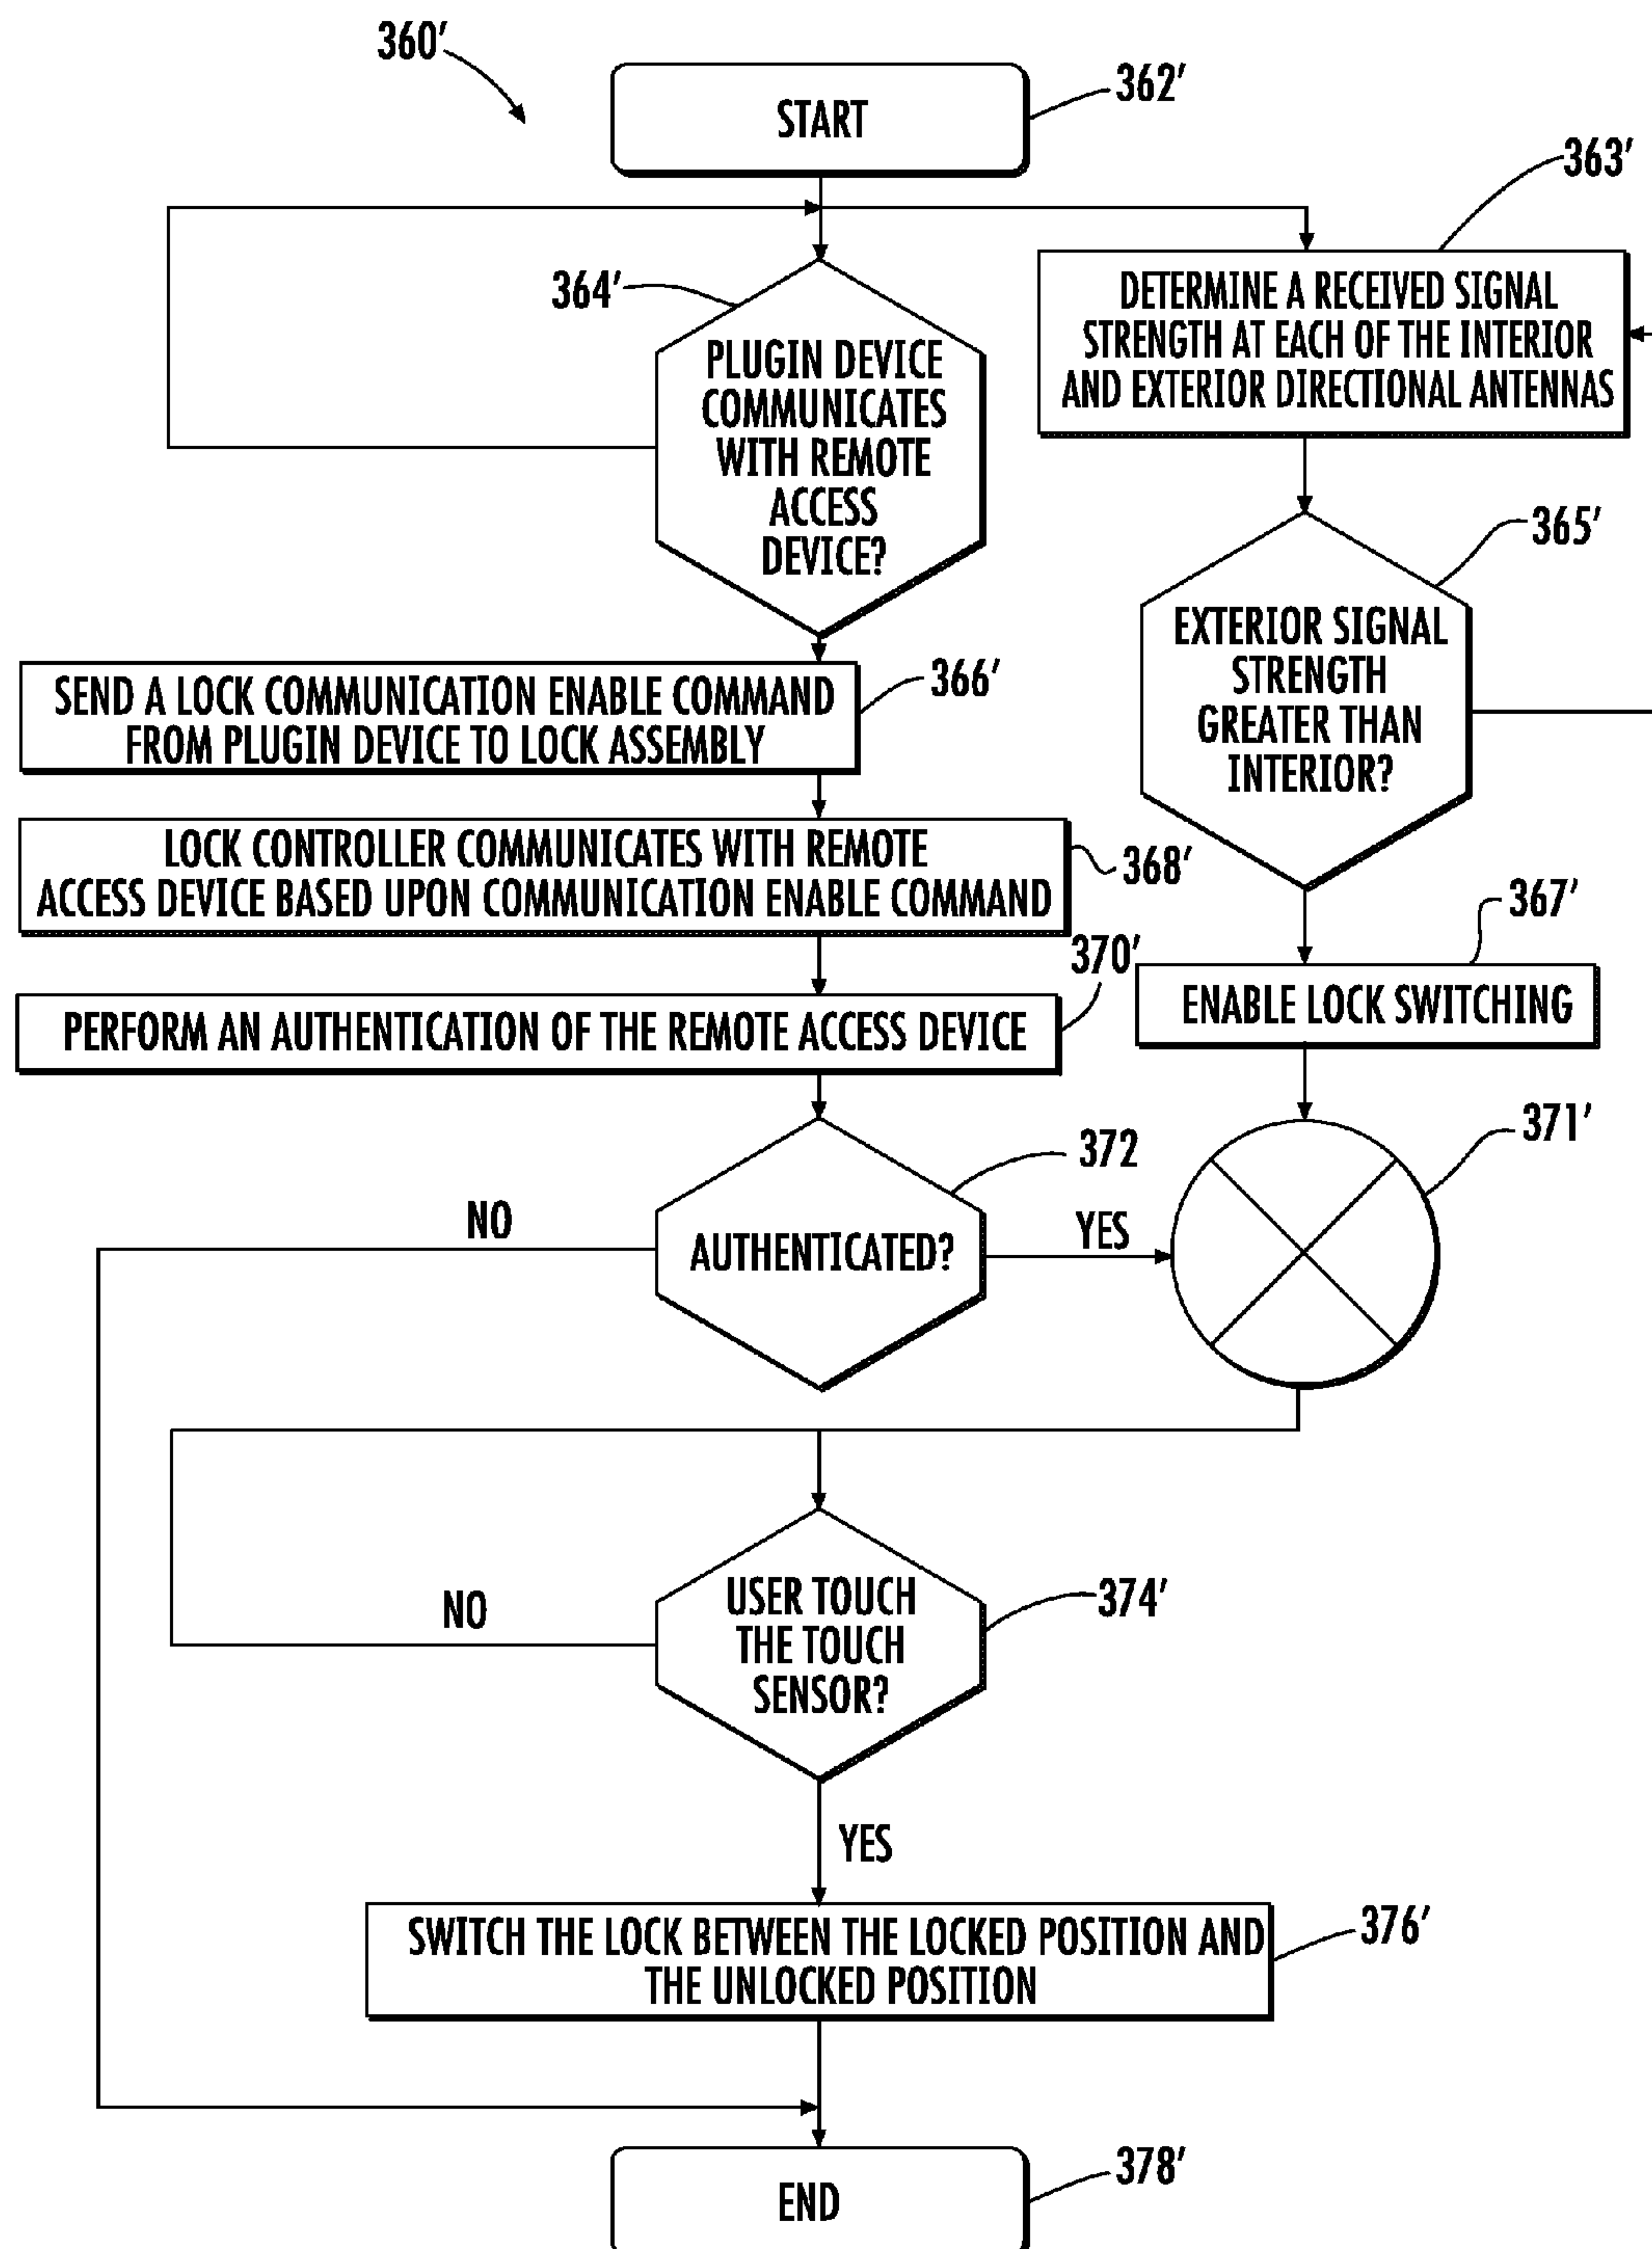 360′
START
362′
363′
364′
DETERMINE A RECEIVED SIGNAL
STRENGTH AT EACH OF THE INTERIOR
AND EXTERIOR DIRECTIONAL ANTENNAS
PLUGIN DEVICE
COMMUNICATES
WITH REMOTE
ACCESS
DEVICE?
365′
EXTERIOR SIGNAL
STRENGTH
GREATER THAN
INTERIOR?
366′
SEND A LOCK COMMUNICATION ENABLE COMMAND
FROM PLUGIN DEVICE TO LOCK ASSEMBLY
LOCK CONTROLLER COMMUNICATES WITH REMOTE
ACCESS DEVICE BASED UPON COMMUNICATION ENABLE COMMAND
368′
367′
370′
ENABLE LOCK SWITCHING
PERFORM AN AUTHENTICATION OF THE REMOTE ACCESS DEVICE
371′
372
NO
AUTHENTICATED?
YES
USER TOUCH
THE TOUCH
SENSOR?
374′
NO
YES
SWITCH THE LOCK BETWEEN THE LOCKED POSITION AND
THE UNLOCKED POSITION
376′
END
378′